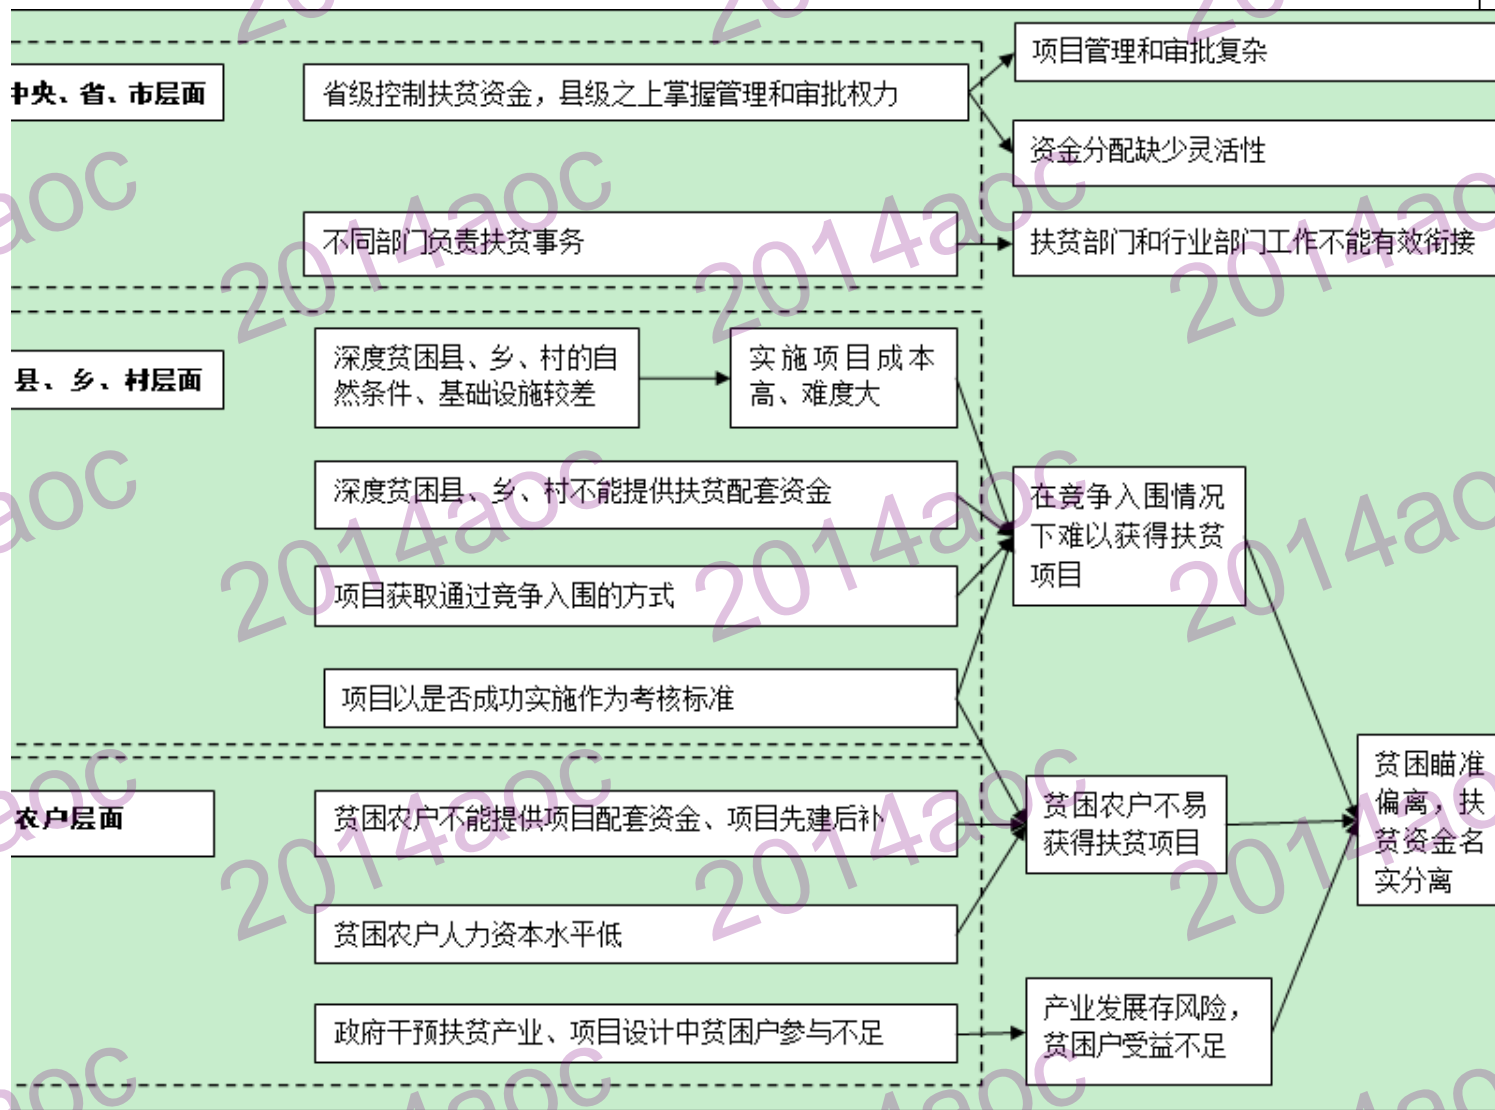 项目管理和审批复杂
中央、省、市层面
省级控制扶贫资金，县级之上掌握管理和审批权力
资金分配缺少灵活性
不同部门负责扶贫事务
扶贫部门和行业部门工作不能有效衔接
县、乡、村层面
深度贫困县、乡、村的自
然条件、基础设施较差
实施项目成本
高、难度大
深度贫困县、乡、村不能提供扶贫配套资金
在竞争入围情况
下难以获得扶贫
项目
项目获取通过竞争入围的方式
项目以是否成功实施作为考核标准
农户层面
贫困农户不能提供项目配套资金、项目先建后补
贫困农户不易
获得扶贫项目
贫困瞄准
偏离，扶
贫资金名
实分离
贫困农户人力资本水平低
政府干预扶贫产业、项目设计中贫困户参与不足
产业发展存风险，
贫困户受益不足
2014aoc
2014aoc
2014aoc
2014aoc
2014aoc
2014aoc
2014aoc
2014aoc
2014aoc